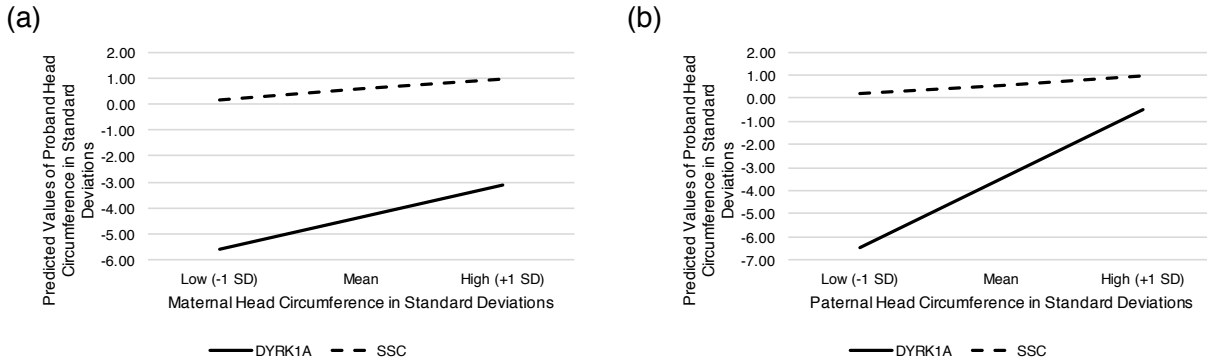 (a)
Predicted Values of Proband Head
Circumference in Standard
Deviations
2.00
1.00
0.00
-1.00
-2.00
-3.00
-4.00
-5.00
-6.00
Low (-1 SD) Mean High (+1 SD)
Maternal Head Circumference in Standard Deviations
DYRK1A SSC
(b)
Predicted Values of Proband Head
Circumference in Standard
Deviations
2.00
1.00
0.00
-1.00
-2.00
-3.00
-4.00
-5.00
-6.00
-7.00
Low (-1 SD) Mean High (+1 SD)
Paternal Head Circumference in Standard Deviations
DYRK1A SSC